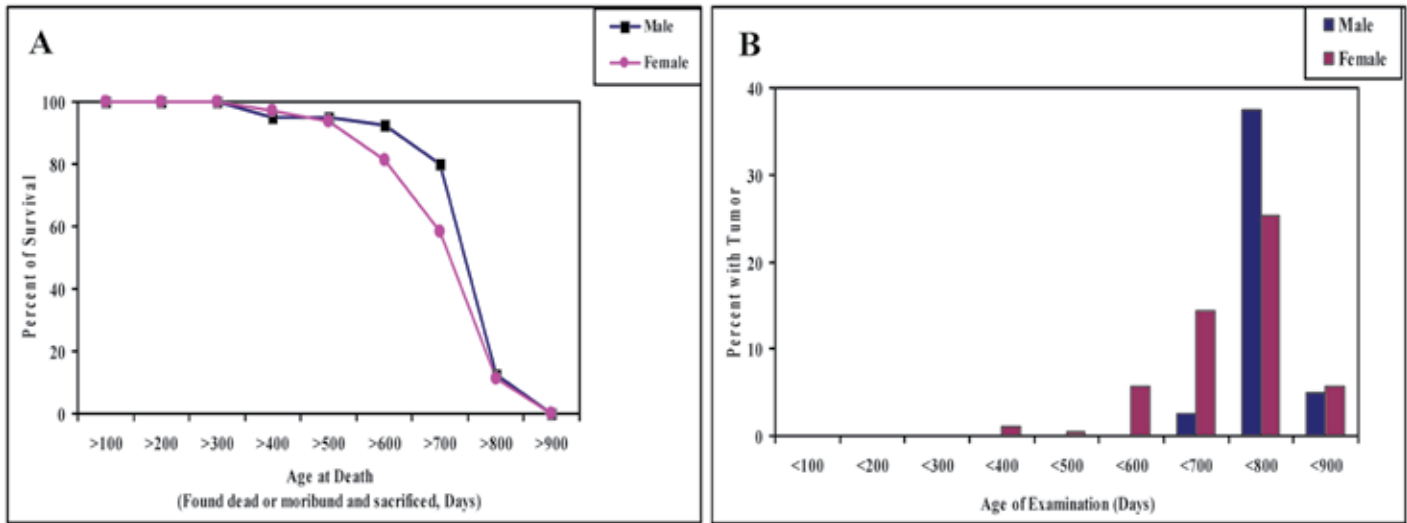 A
Male
Female
Percent of Survival
100
80
60
40
20
0
>100 >200 >300 >400 >500 >600 >700 >800 >900
Age at Death
(Found dead or moribund and sacrificed, Days)
B
Male
Female
Percent with Tumor
40
30
20
10
0
<100 <200 <300 <400 <500 <600 <700 <800 <900
Age of Examination (Days)